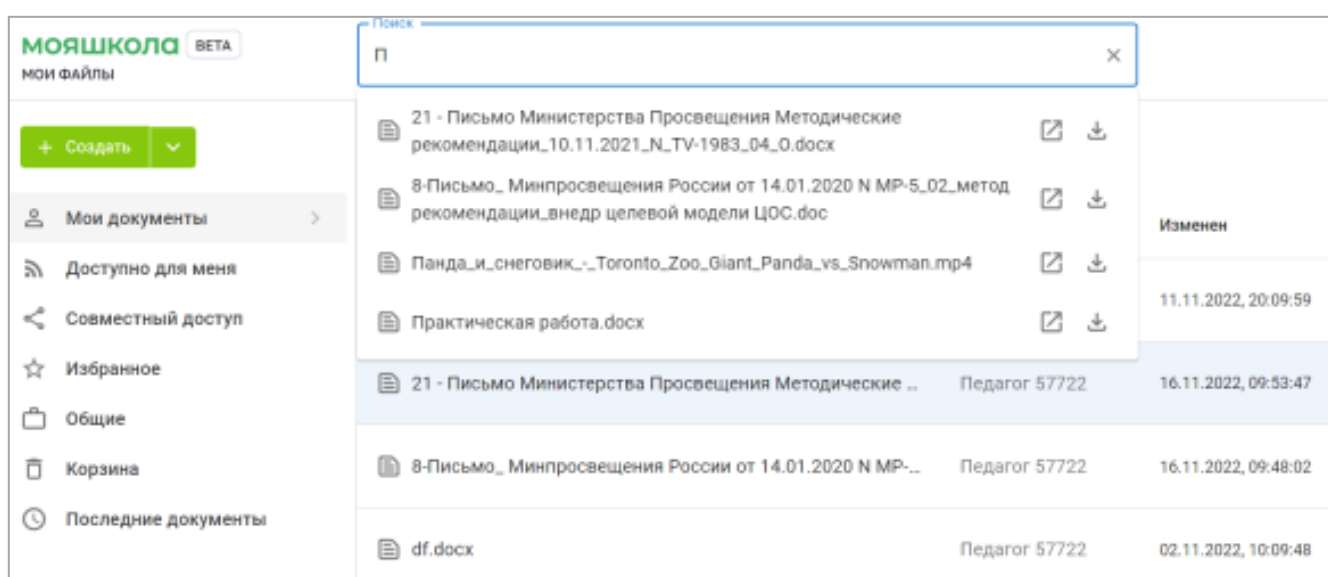 Поиск
МОЯШКОЛА BETA
МОИ ФАЙЛЫ
П
+ Создать
21 - Письмо Министерства Просвещения Методические
рекомендации_10.11.2021_N_TV-1983_04_O.docx
8-Письмо_ Минпросвещения России от 14.01.2020 N МР-5_02_метод
рекомендации_внедр целевой модели ЦОС.doc
Панда_и_снеговик_-_Toronto_Zoo_Giant_Panda_vs_Snowman.mp4
Практическая работа.docx
Мои документы
Доступно для меня
Совместный доступ
Избранное
Общие
Корзина
Последние документы
Изменен
11.11.2022, 20:09:59
21 - Письмо Министерства Просвещения Методические ... Педагог 57722 16.11.2022, 09:53:47
8-Письмо_ Минпросвещения России от 14.01.2020 N МР-... Педагог 57722 16.11.2022, 09:48:02
df.docx Педагог 57722 02.11.2022, 10:09:48